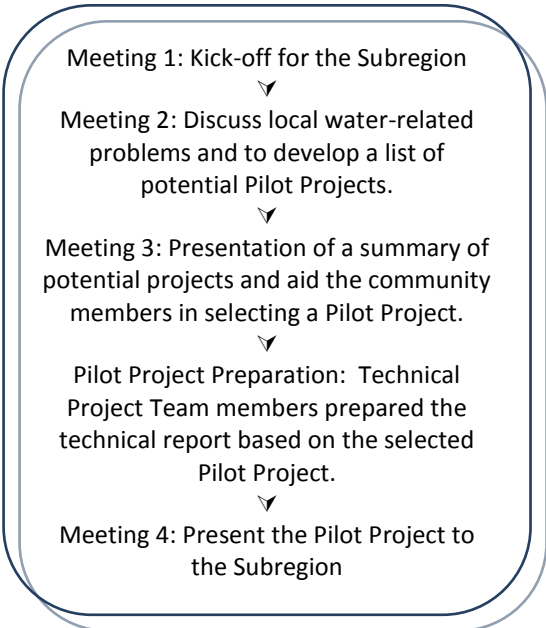 Meeting 1: Kick-off for the Subregion
Meeting 2: Discuss local water-related
problems and to develop a list of
potential Pilot Projects.
Meeting 3: Presentation of a summary of
potential projects and aid the community
members in selecting a Pilot Project.
Pilot Project Preparation:  Technical
Project Team members prepared the
technical report based on the selected
Pilot Project.
Meeting 4: Present the Pilot Project to
the Subregion